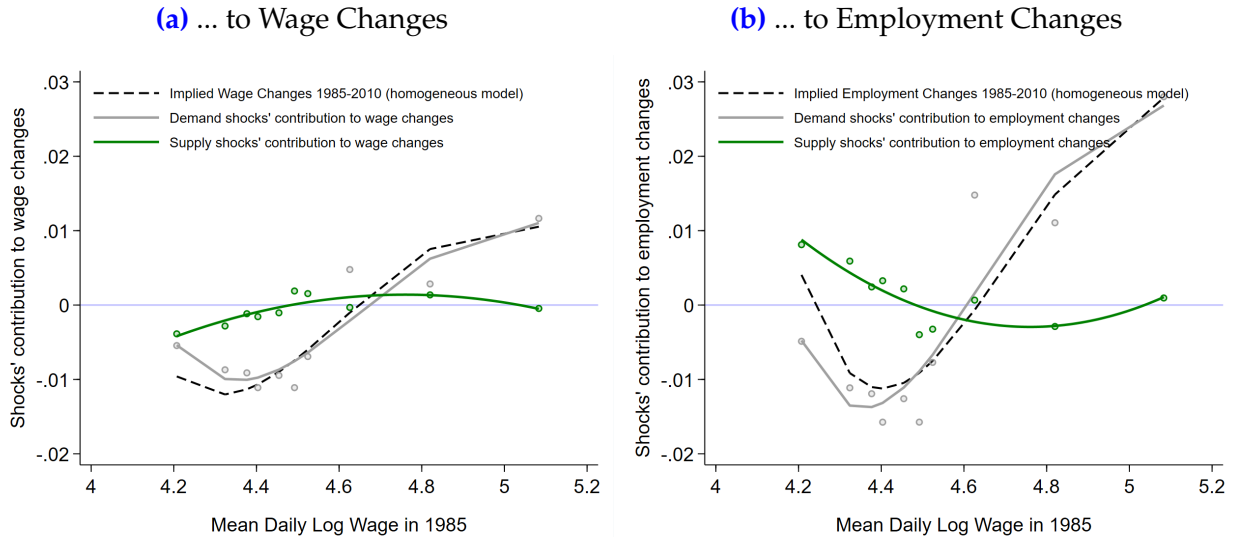 (a) ... to Wage Changes
Shocks' contribution to wage changes
.03
.02
.01
0
-.01
-.02
Implied Wage Changes 1985-2010 (homogeneous model)
Demand shocks' contribution to wage changes
Supply shocks' contribution to wage changes
4 4.2 4.4 4.6 4.8 5 5.2
Mean Daily Log Wage in 1985
(b) ... to Employment Changes
Shocks' contribution to employment changes
.03
.02
.01
0
-.01
-.02
Implied Employment Changes 1985-2010 (homogeneous model)
Demand shocks' contribution to employment changes
Supply shocks' contribution to employment changes
4 4.2 4.4 4.6 4.8 5 5.2
Mean Daily Log Wage in 1985